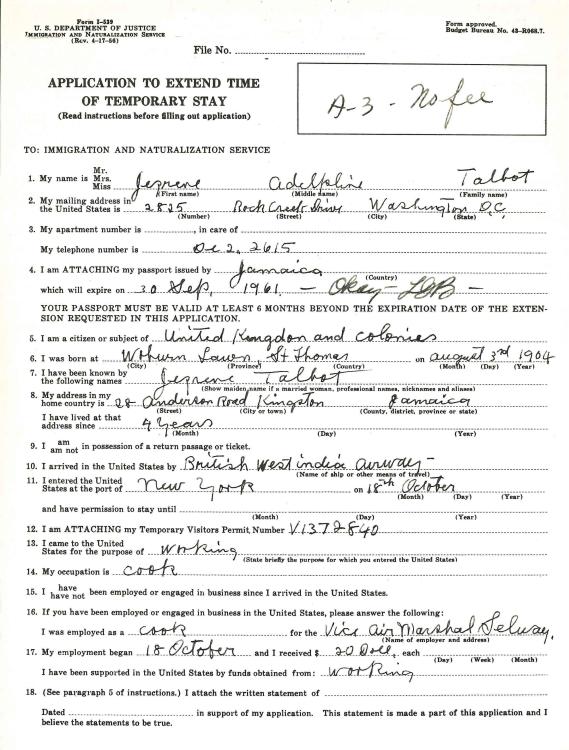 Form I-539
U. S. DEPARTMENT OF JUSTICE
IMMIGRATION AND NATURALIZATION SERVICE
(Rev. 4-17-56)
Form approved.
Budget Bureau No. 43-R068.7.
File No.
APPLICATION TO EXTEND TIME
OF TEMPORARY STAY
(Read instructions before filling out application)
A-3 - No fee
TO: IMMIGRATION AND NATURALIZATION SERVICE
Mr.
1. My name is Mrs. Adelphine Talbot
Miss
(First name) (Middle name) (Family name)
2. My mailing address in
the United States is 2825 Rock Creek Drive Washington D.C,
(Number) (Street) (City) (State)
3. My apartment number is , in care of
My telephone number is De 2. 2615
4. I am ATTACHING my passport issued by Jamaica
(Country)
which will expire on 30 Sep, 1961 - Okay -
YOUR PASSPORT MUST BE VALID AT LEAST 6 MONTHS BEYOND THE EXPIRATION DATE OF THE EXTEN-
SION REQUESTED IN THIS APPLICATION.
5. I am a citizen or subject of United Kingdon and colonies
6. I was born at Woburn Lawn, St Thomas on august 3rd 1904
(City) (Province) (Country) (Month) (Day) (Year)
7. I have been known by
the following names Talbot
(Show maiden name if a married woman, professional names, nicknames and aliases)
8. My address in my
home country is 28 Anderson Road Kingston Jamaica
(Street) (City or town) (County, district, province or state)
I have lived at that
address since 4 years
(Month) (Day) (Year)
9. I am
am not in possession of a return passage or ticket.
10. I arrived in the United States by British West india airway-
(Name of ship or other means of travel)
11. I entered the United
States at the port of New York on 18th October
(Month) (Day) (Year)
and have permission to stay until
(Month) (Day) (Year)
12. I am ATTACHING my Temporary Visitors Permit, Number V1372840
13. I came to the United
States for the purpose of working
(State briefly the purpose for which you entered the United States)
14. My occupation is cook
15. I have
have not been employed or engaged in business since I arrived in the United States.
16. If you have been employed or engaged in business in the United States, please answer the following:
I was employed as a cook for the Vice Air Marshal Selway.
(Name of employer and address)
17. My employment began 18 October and I received $ 20 Doll, each
(Day) (Week) (Month)
I have been supported in the United States by funds obtained from: working
18. (See paragraph 5 of instructions.) I attach the written statement of
Dated in support of my application. This statement is made a part of this application and I
believe the statements to be true.